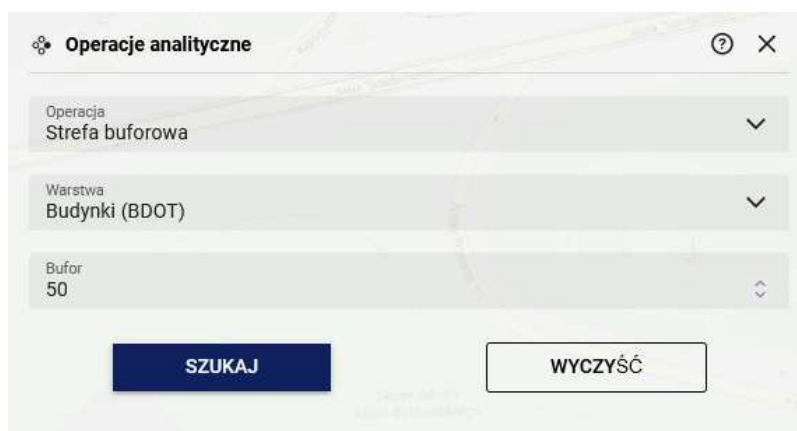 Operacje analityczne
Operacja
Strefa buforowa
Warstwa
Budynki (BDOT)
Bufor
50
SZUKAJ
WYCZYŚĆ